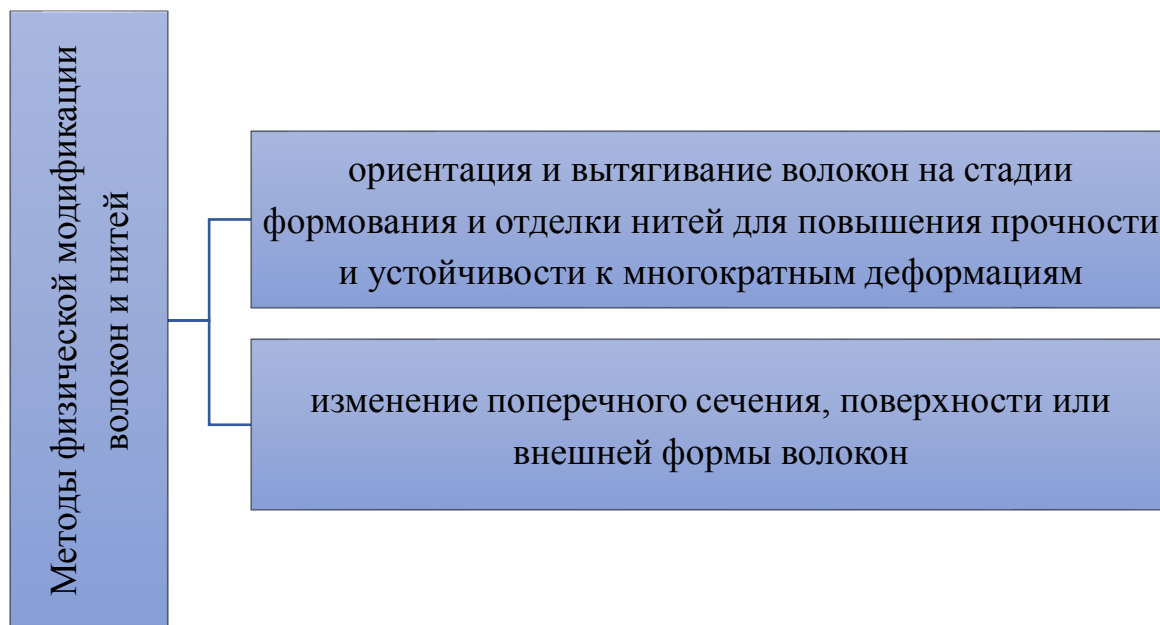 Методы физической модификации
волокон и нитей
ориентация и вытягивание волокон на стадии
формования и отделки нитей для повышения прочности
и устойчивости к многократным деформациям
изменение поперечного сечения, поверхности или
внешней формы волокон